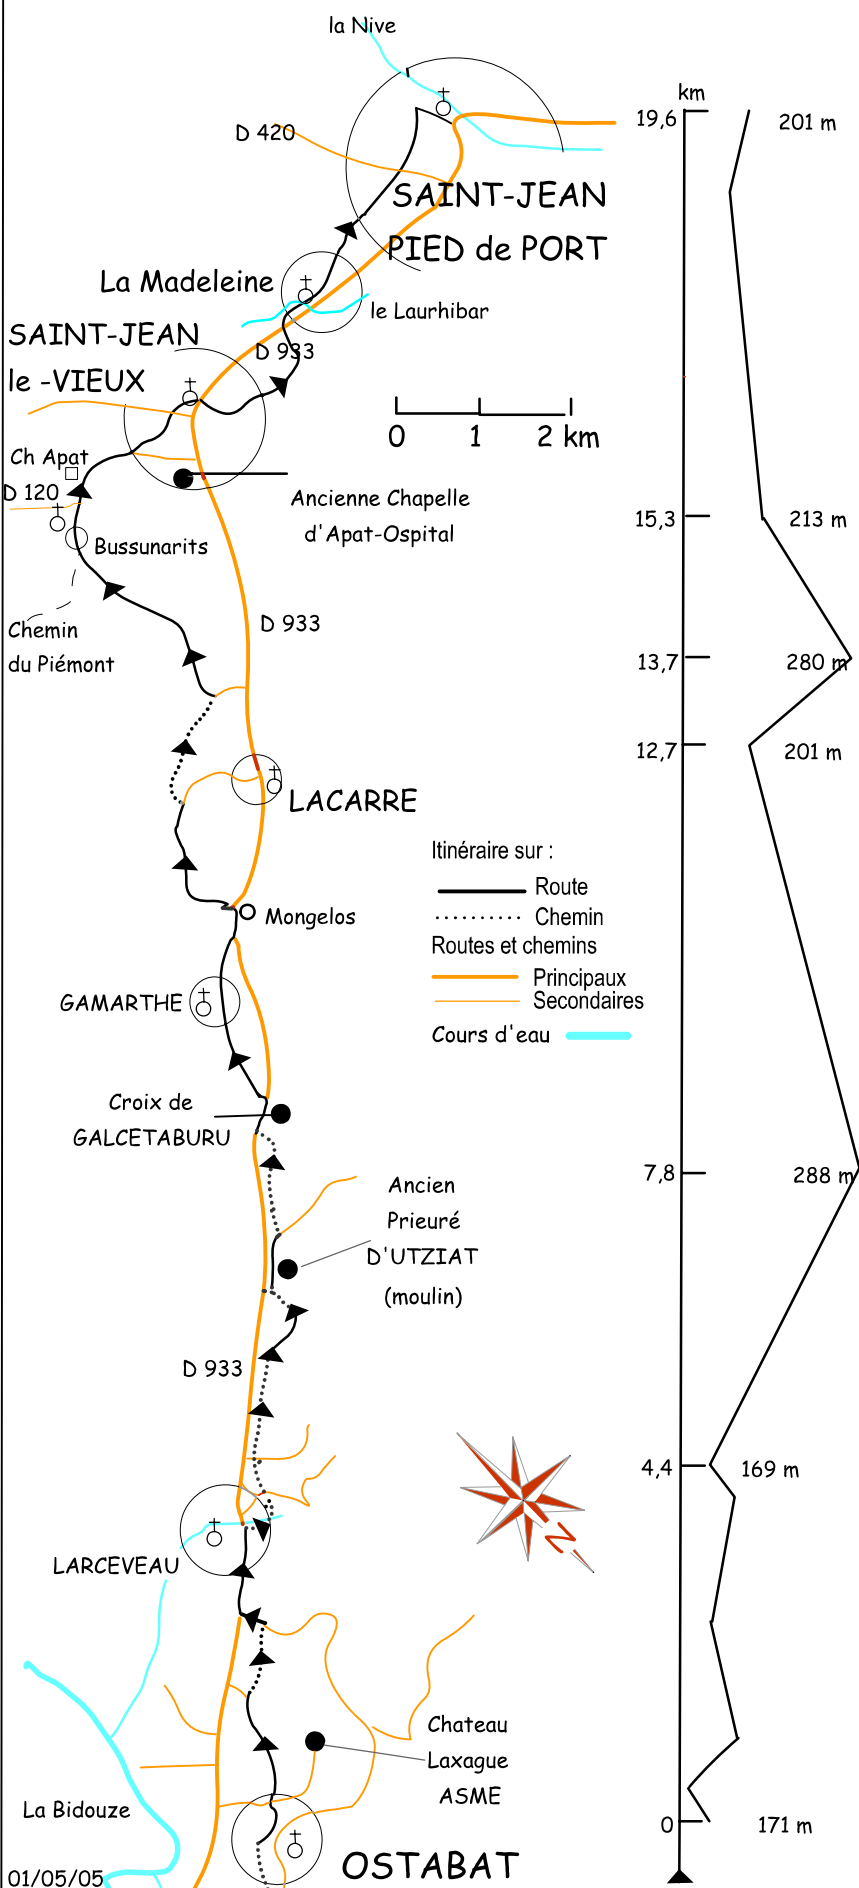 la Nive
km
19,6
201 m
D 420
SAINT-JEAN
PIED de PORT
La Madeleine
le Laurhibar
SAINT-JEAN
le -VIEUX
D 933
0 1 2 km
Ch Apat
D 120
Ancienne Chapelle
d'Apat-Ospital
15,3
213 m
Bussunarits
D 933
Chemin
du Piémont
13,7
280 m
12,7
201 m
LACARRE
Itinéraire sur :
Route
Chemin
Routes et chemins
Principaux
Secondaires
Cours d'eau
Mongelos
GAMARTHE
Croix de
GALCETABURU
7,8
288 m
Ancien
Prieuré
D'UTZIAT
(moulin)
D 933
4,4
169 m
N
LARCEVEAU
Chateau
Laxague
ASME
La Bidouze
0
171 m
OSTABAT
01/05/05